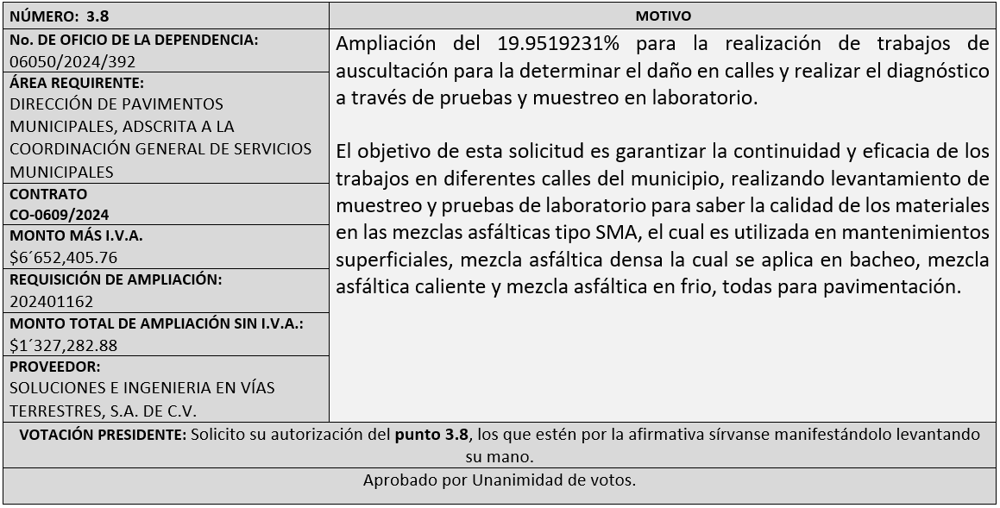 NÚMERO: 3.8
No. DE OFICIO DE LA DEPENDENCIA:
06050/2024/392
ÁREA REQUIRENTE:
DIRECCIÓN DE PAVIMENTOS
MUNICIPALES, ADSCRITA A LA
COORDINACIÓN GENERAL DE SERVICIOS
MUNICIPALES
CONTRATO
CO-0609/2024
MONTO MÁS I.V.A.
$6´652,405.76
REQUISICIÓN DE AMPLIACIÓN:
202401162
MONTO TOTAL DE AMPLIACIÓN SIN I.V.A.:
$1´327,282.88
PROVEEDOR:
SOLUCIONES E INGENIERIA EN VÍAS
TERRESTRES, S.A. DE C.V.
MOTIVO
Ampliación del 19.9519231% para la realización de trabajos de
auscultación para la determinar el daño en calles y realizar el diagnóstico
a través de pruebas y muestreo en laboratorio.
El objetivo de esta solicitud es garantizar la continuidad y eficacia de los
trabajos en diferentes calles del municipio, realizando levantamiento de
muestreo y pruebas de laboratorio para saber la calidad de los materiales
en las mezclas asfálticas tipo SMA, el cual es utilizada en mantenimientos
superficiales, mezcla asfáltica densa la cual se aplica en bacheo, mezcla
asfáltica caliente y mezcla asfáltica en frio, todas para pavimentación.
VOTACIÓN PRESIDENTE: Solicito su autorización del punto 3.8, los que estén por la afirmativa sírvanse manifestándolo levantando
su mano.
Aprobado por Unanimidad de votos.